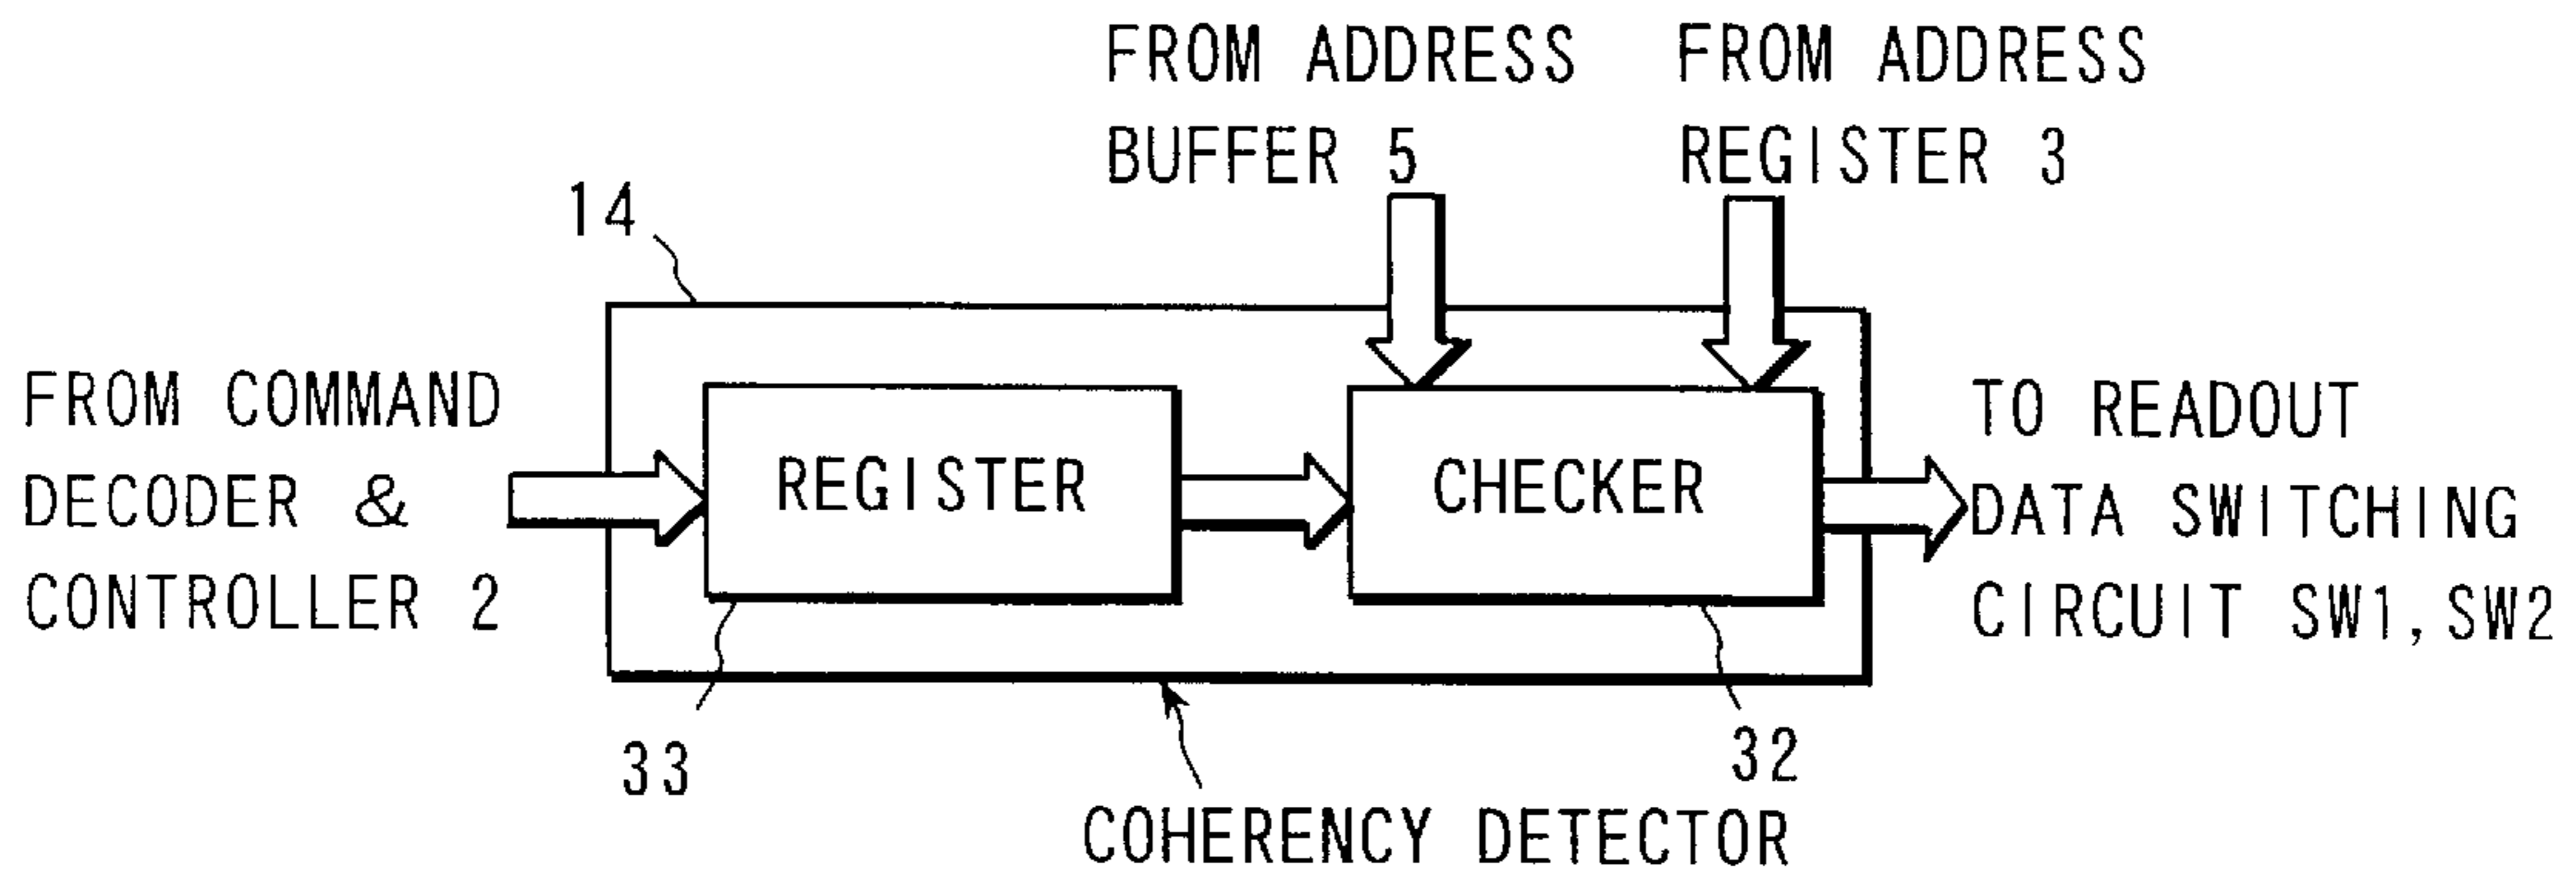 FROM ADDRESS
BUFFER 5
FROM ADDRESS
REGISTER 3
14
FROM COMMAND
DECODER &
CONTROLLER 2
REGISTER
CHECKER
TO READOUT
DATA SWITCHING
CIRCUIT SW1, SW2
33
32
COHERENCY DETECTOR